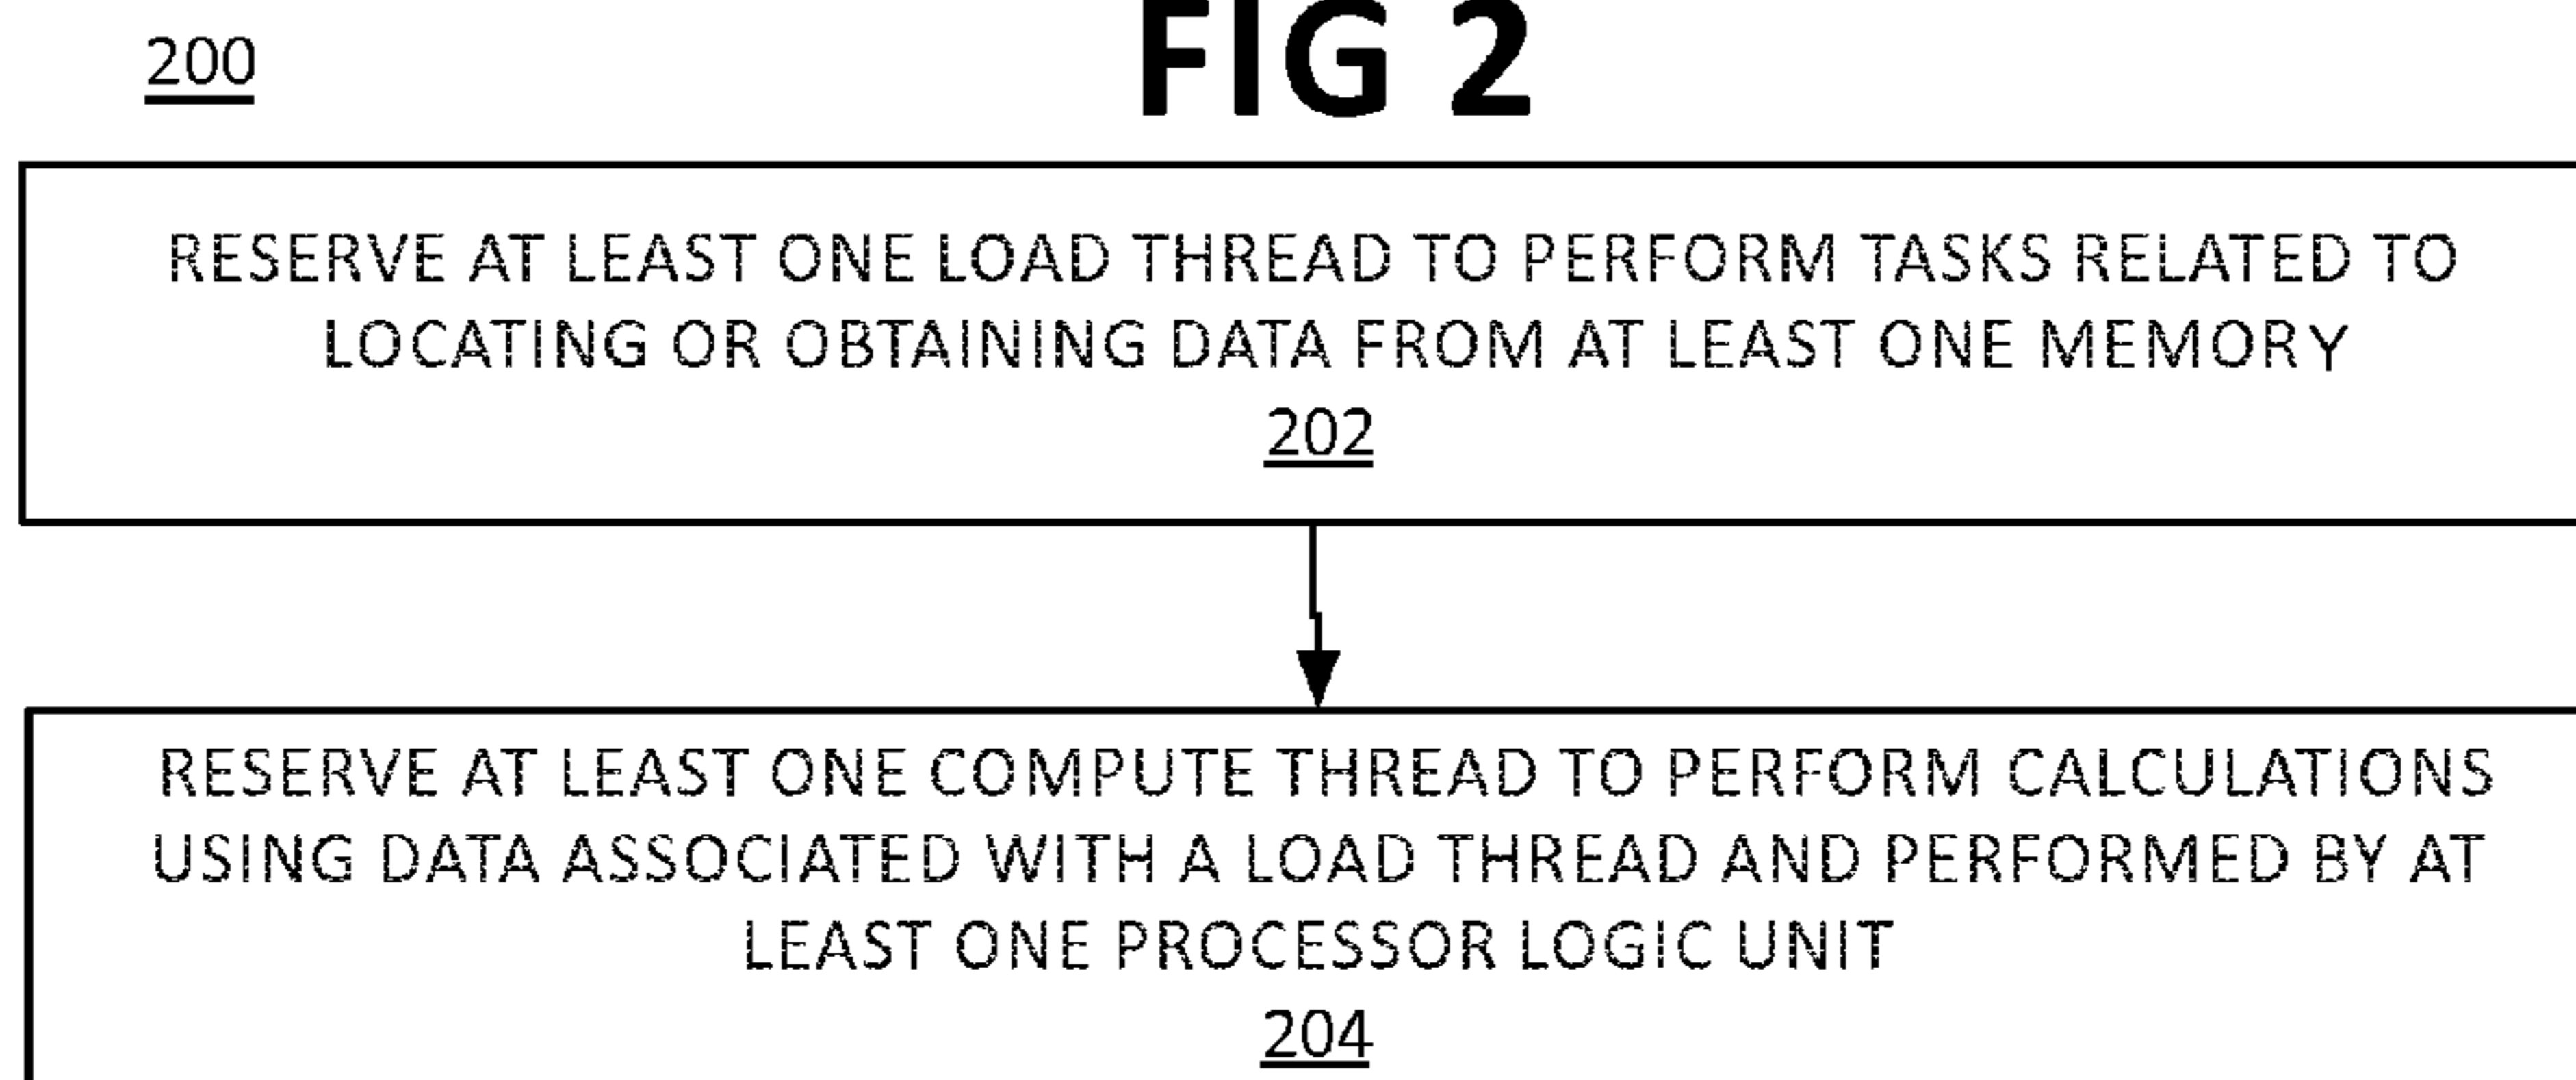 FIG 2
200
RESERVE AT LEAST ONE LOAD THREAD TO PERFORM TASKS RELATED TO
LOCATING OR OBTAINING DATA FROM AT LEAST ONE MEMORY
202
RESERVE AT LEAST ONE COMPUTE THREAD TO PERFORM CALCULATIONS
USING DATA ASSOCIATED WITH A LOAD THREAD AND PERFORMED BY AT
LEAST ONE PROCESSOR LOGIC UNIT
204